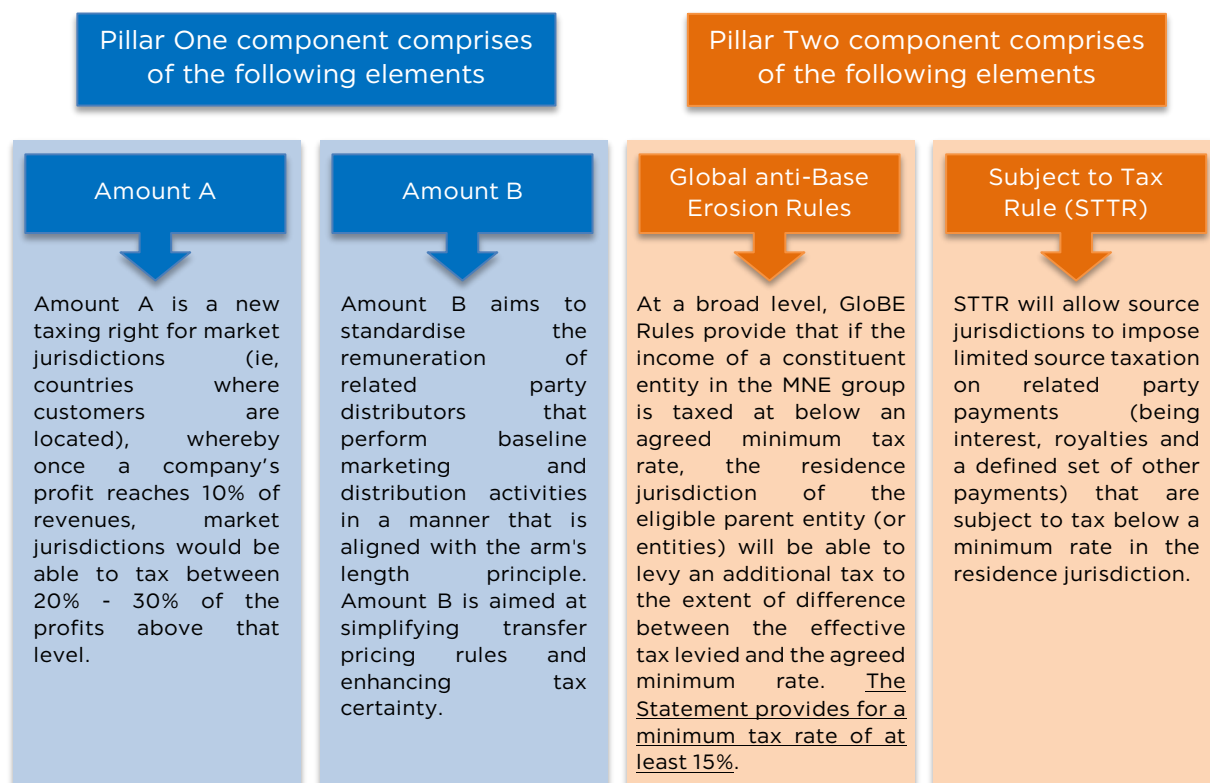 Pillar One component comprises
of the following elements
Pillar Two component comprises
of the following elements
Amount A
Amount A is a new
taxing right for market
jurisdictions (ie,
countries where
customers are
located), whereby
once a company's
profit reaches 10% of
revenues, market
jurisdictions would be
able to tax between
20% - 30% of the
profits above that
level.
Amount B
Amount B aims to
standardise the
remuneration of
related party
distributors that
perform baseline
marketing and
distribution activities
in a manner that is
aligned with the arm's
length principle.
Amount B is aimed at
simplifying transfer
pricing rules and
enhancing tax
certainty.
Global anti-Base
Erosion Rules
At a broad level, GloBE
Rules provide that if the
income of a constituent
entity in the MNE group
is taxed at below an
agreed minimum tax
rate, the residence
jurisdiction of the
eligible parent entity (or
entities) will be able to
levy an additional tax to
the extent of difference
between the effective
tax levied and the agreed
minimum rate. The
Statement provides for a
minimum tax rate of at
least 15%.
Subject to Tax
Rule (STTR)
STTR will allow source
jurisdictions to impose
limited source taxation
on related party
payments (being
interest, royalties and
a defined set of other
payments) that are
subject to tax below a
minimum rate in the
residence jurisdiction.